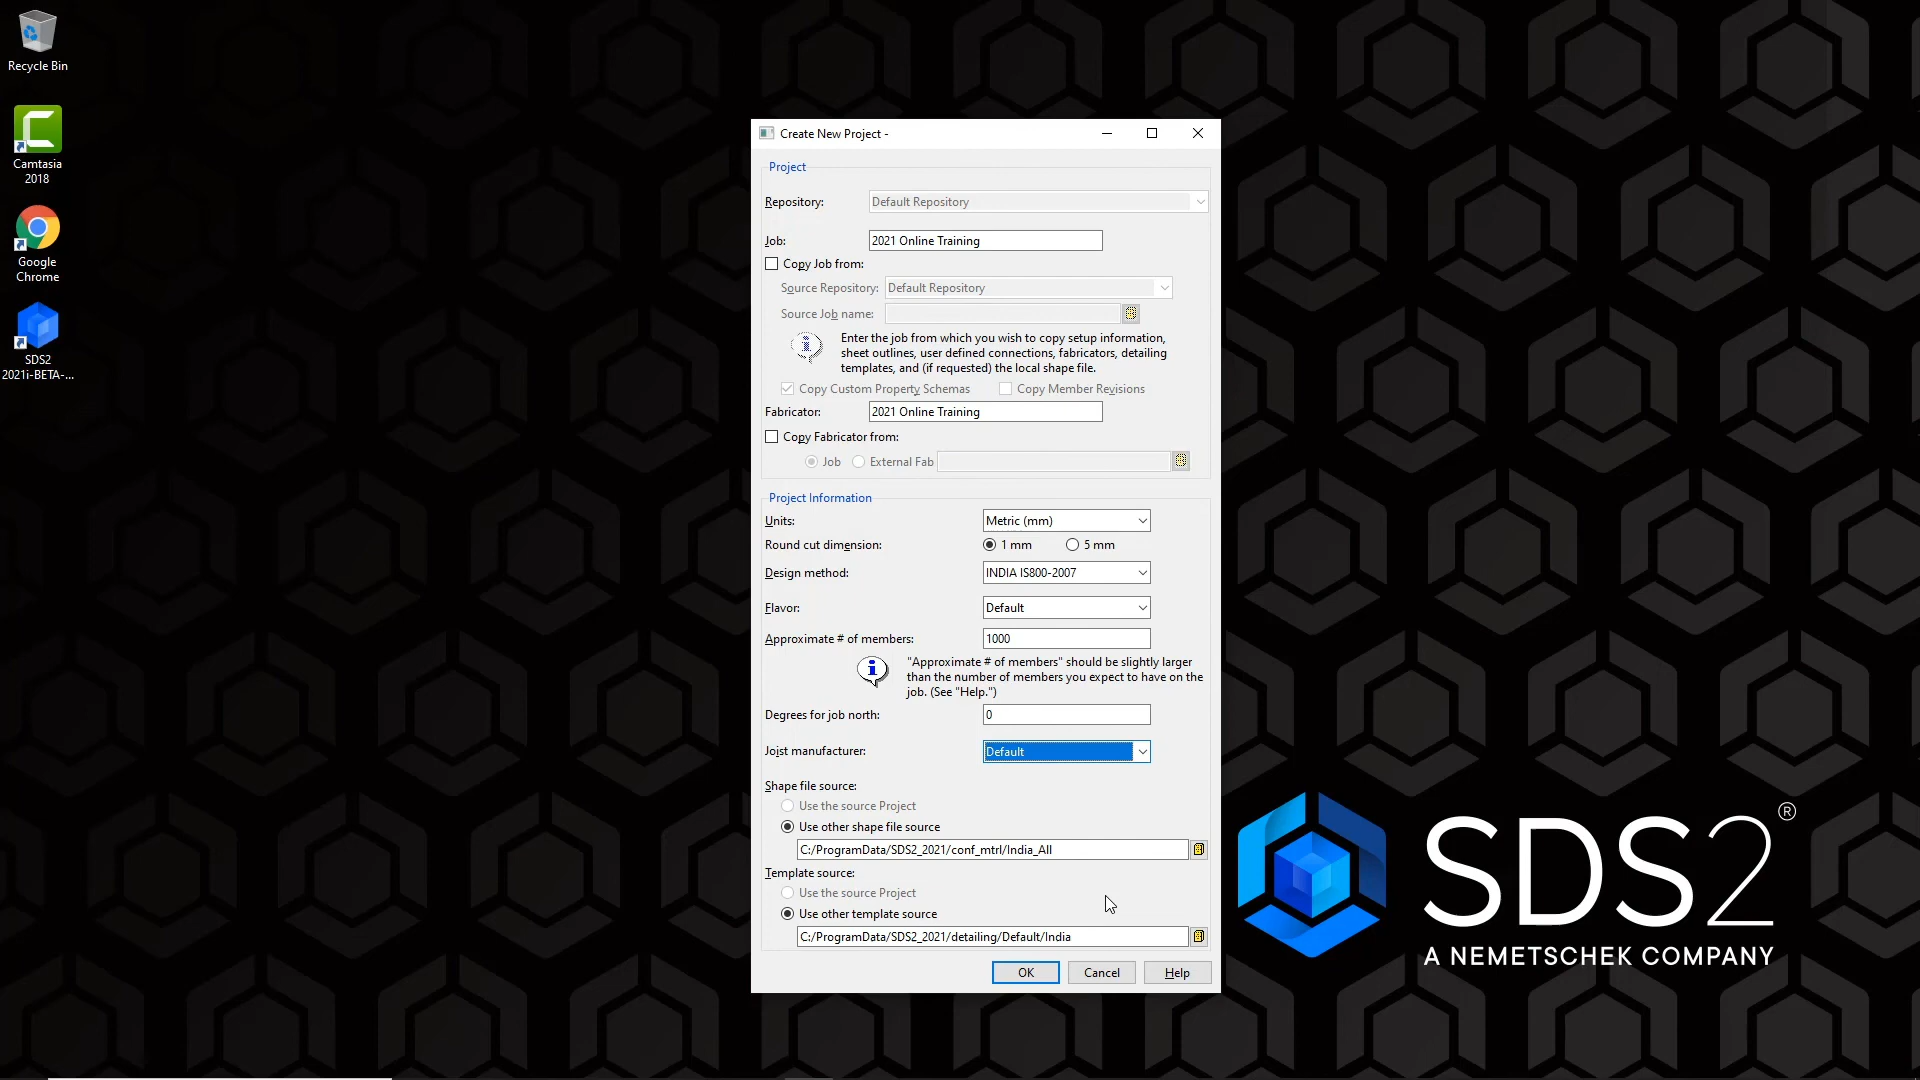 Recycle Bin
Camtasia
2018
Google
Chrome
SDS2
2021i-BETA-...
Create New Project -
Project
Repository: Default Repository
Job: 2021 Online Training
Copy Job from:
Source Repository: Default Repository
Source Job name:
Enter the job from which you wish to copy setup information,
sheet outlines, user defined connections, fabricators, detailing
templates, and (if requested) the local shape file.
Copy Custom Property Schemas Copy Member Revisions
Fabricator: 2021 Online Training
Copy Fabricator from:
Job External Fab
Project Information
Units: Metric (mm)
Round cut dimension: 1 mm 5 mm
Design method: INDIA IS800-2007
Flavor: Default
Approximate # of members: 1000
"Approximate # of members" should be slightly larger
than the number of members you expect to have on the
job. (See "Help.")
Degrees for job north: 0
Joist manufacturer: Default
Shape file source:
Use the source Project
Use other shape file source
C:/ProgramData/SDS2_2021/conf_mtrl/India_All
Template source:
Use the source Project
Use other template source
C:/ProgramData/SDS2_2021/detailing/Default/India
OK Cancel Help
SDS2®
A NEMETSCHEK COMPANY